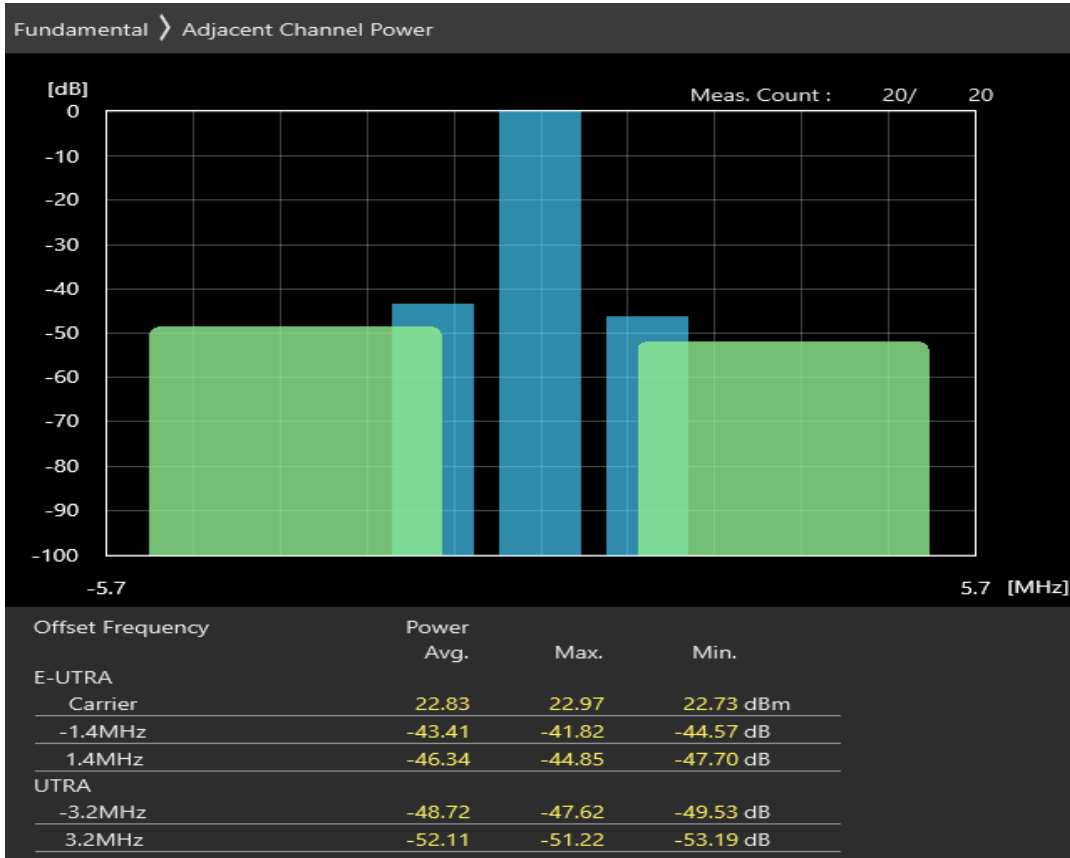 Fundamental 〉 Adjacent Channel Power
[dB]
Meas. Count : 20/ 20
0
-10
-20
-30
-40
-50
-60
-70
-80
-90
-100
-5.7 5.7 [MHz]
Offset Frequency Power
Avg. Max. Min.
E-UTRA
Carrier 22.83 22.97 22.73 dBm
-1.4MHz -43.41 -41.82 -44.57 dB
1.4MHz -46.34 -44.85 -47.70 dB
UTRA
-3.2MHz -48.72 -47.62 -49.53 dB
3.2MHz -52.11 -51.22 -53.19 dB